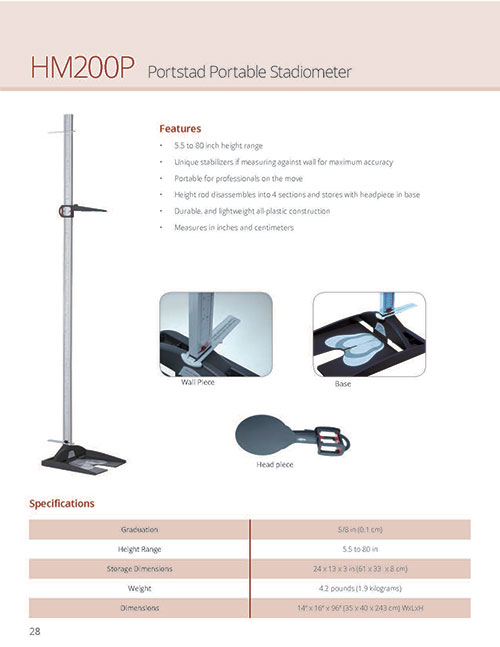 HM200P Portstad Portable Stadiometer
Features
• 5.5 to 80 inch height range
• Unique stabilizers if measuring against wall for maximum accuracy
• Portable for professionals on the move
• Height rod disassembles into 4 sections and stores with headpiece in base
• Durable, and lightweight all-plastic construction
• Measures in inches and centimeters
Wall Piece
Base
Head piece
Specifications
Graduation 5/8 in (0.1 cm)
Height Range 5.5 to 80 in
Storage Dimensions 24 x 13 x 3 in (61 x 33 x 8 cm)
Weight 4.2 pounds (1.9 kilograms)
Dimensions 14" x 16" x 96" (35 x 40 x 243 cm) WxLxH
28